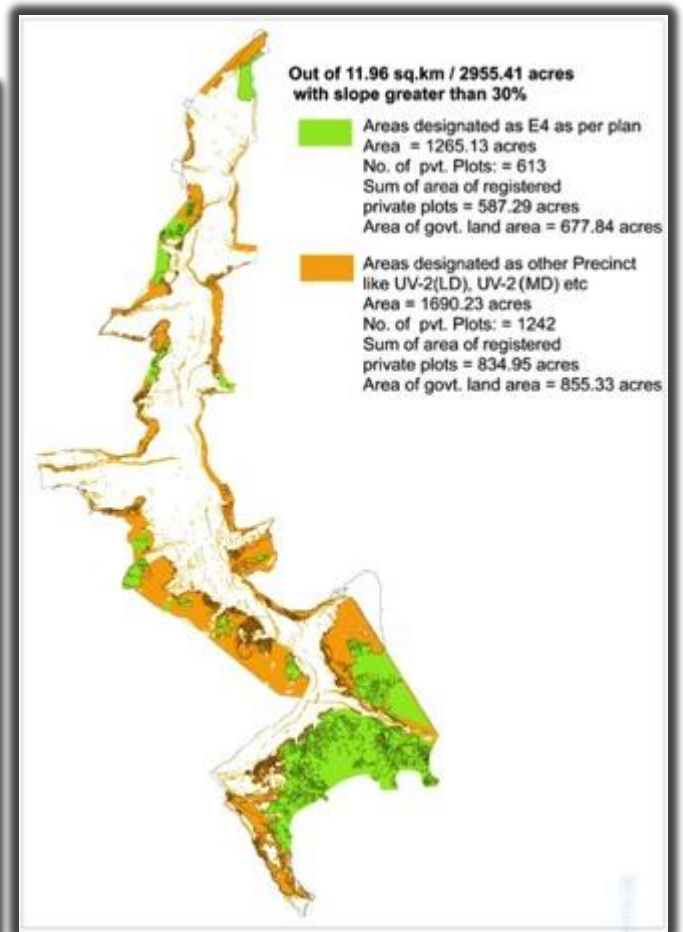 Out of 11.96 sq.km / 2955.41 acres
with slope greater than 30%
Areas designated as E4 as per plan
Area = 1265.13 acres
No. of pvt. Plots: = 613
Sum of area of registered
private plots = 587.29 acres
Area of govt. land area = 677.84 acres
Areas designated as other Precinct
like UV-2(LD), UV-2 (MD) etc
Area = 1690.23 acres
No. of pvt. Plots: = 1242
Sum of area of registered
private plots = 834.95 acres
Area of govt. land area = 855.33 acres